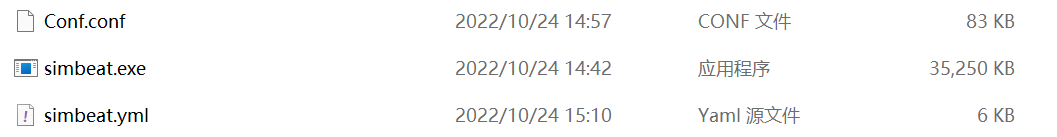 Conf.conf 2022/10/24 14:57 CONF 文件 83 KB
simbeat.exe 2022/10/24 14:42 应用程序 35,250 KB
simbeat.yml 2022/10/24 15:10 Yaml 源文件 6 KB